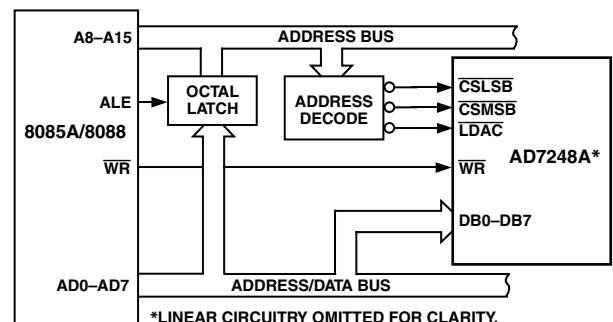 A8–A15
ADDRESS BUS
ALE
OCTAL
LATCH
ADDRESS
DECODE
CSLSB
CSMSB
LDAC
8085A/8088
AD7248A*
WR
WR
DB0–DB7
AD0–AD7
ADDRESS/DATA BUS
*LINEAR CIRCUITRY OMITTED FOR CLARITY.